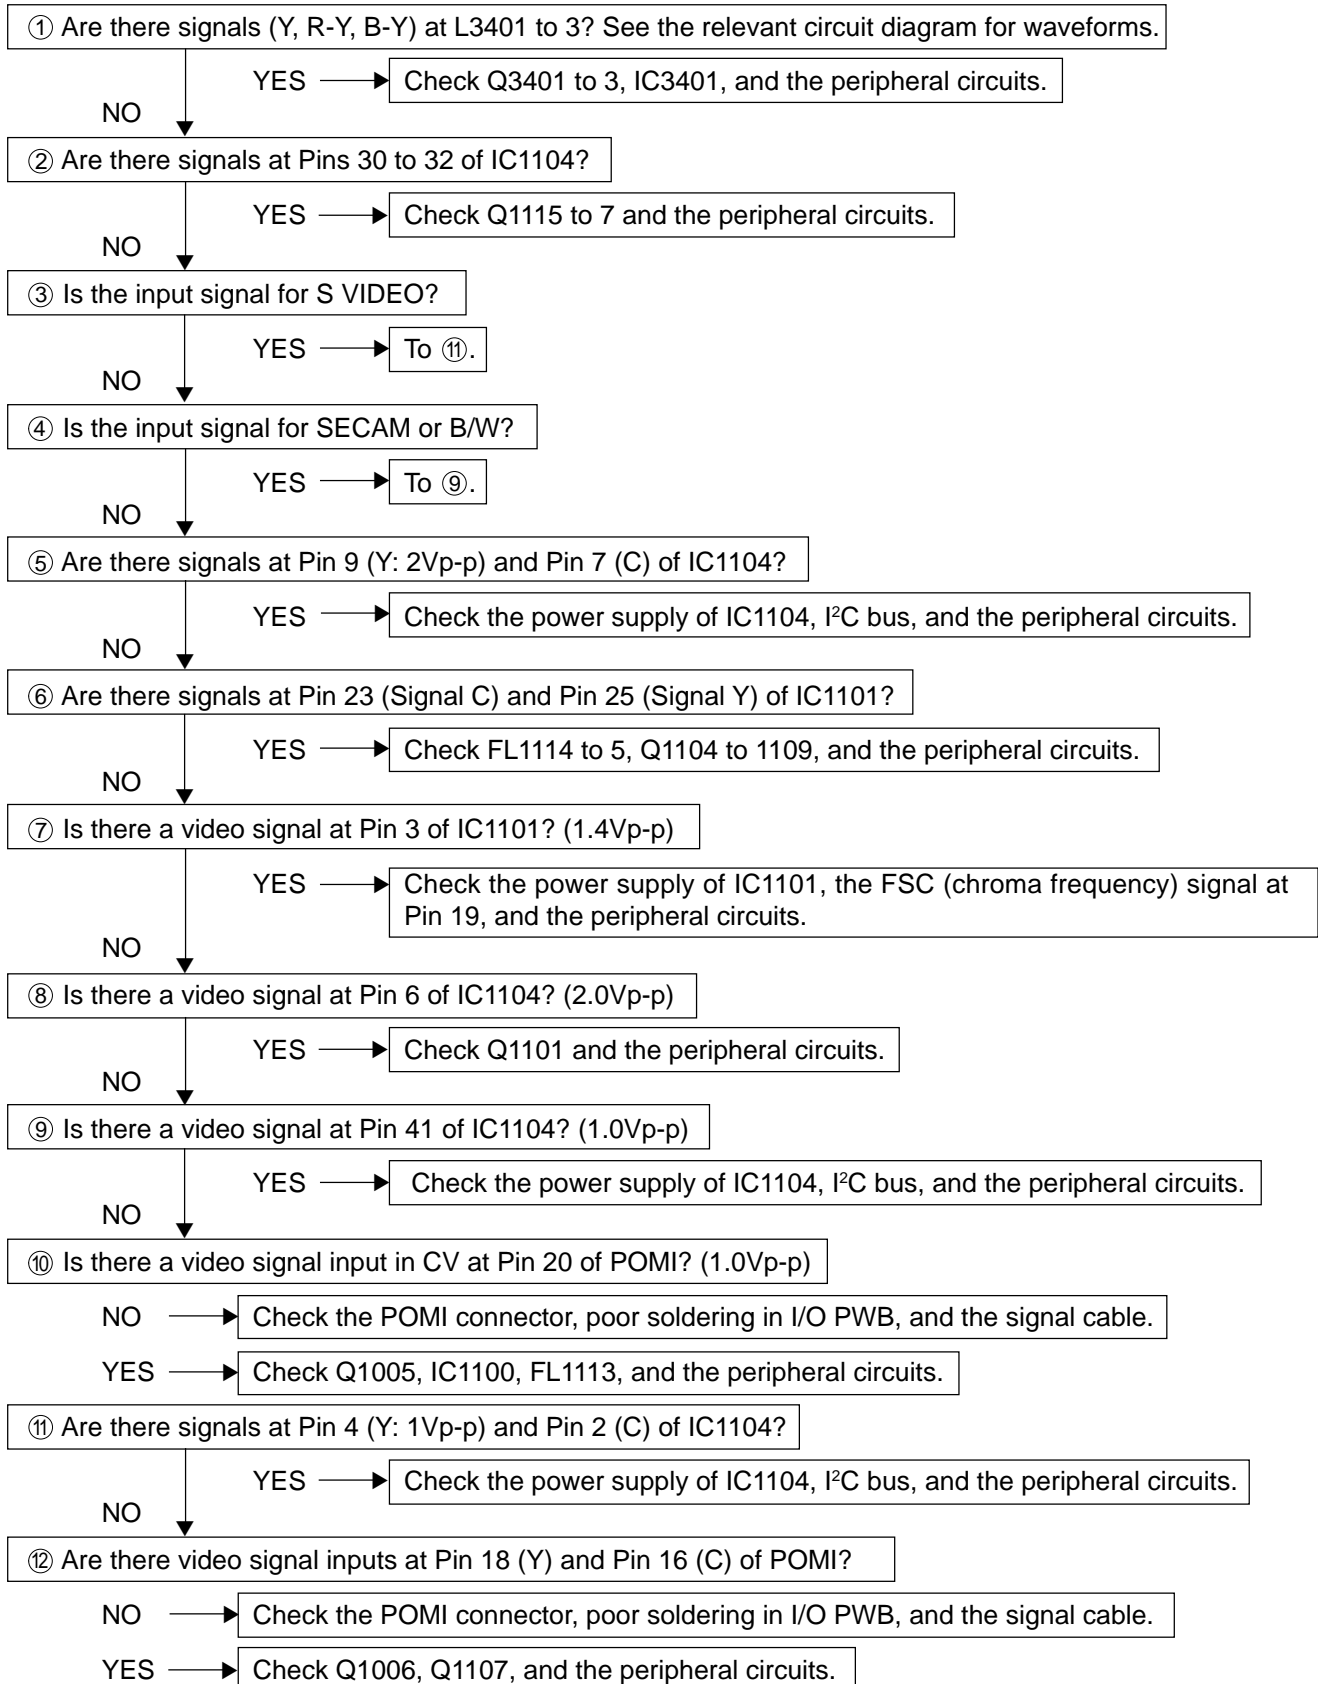 ① Are there signals (Y, R-Y, B-Y) at L3401 to 3? See the relevant circuit diagram for waveforms.
YES Check Q3401 to 3, IC3401, and the peripheral circuits.
NO
② Are there signals at Pins 30 to 32 of IC1104?
YES Check Q1115 to 7 and the peripheral circuits.
NO
③ Is the input signal for S VIDEO?
YES To ⑪.
NO
④ Is the input signal for SECAM or B/W?
YES To ⑨.
NO
⑤ Are there signals at Pin 9 (Y: 2Vp-p) and Pin 7 (C) of IC1104?
YES Check the power supply of IC1104, I²C bus, and the peripheral circuits.
NO
⑥ Are there signals at Pin 23 (Signal C) and Pin 25 (Signal Y) of IC1101?
YES Check FL1114 to 5, Q1104 to 1109, and the peripheral circuits.
NO
⑦ Is there a video signal at Pin 3 of IC1101? (1.4Vp-p)
YES Check the power supply of IC1101, the FSC (chroma frequency) signal at
Pin 19, and the peripheral circuits.
NO
⑧ Is there a video signal at Pin 6 of IC1104? (2.0Vp-p)
YES Check Q1101 and the peripheral circuits.
NO
⑨ Is there a video signal at Pin 41 of IC1104? (1.0Vp-p)
YES Check the power supply of IC1104, I²C bus, and the peripheral circuits.
NO
⑩ Is there a video signal input in CV at Pin 20 of POMI? (1.0Vp-p)
NO Check the POMI connector, poor soldering in I/O PWB, and the signal cable.
YES Check Q1005, IC1100, FL1113, and the peripheral circuits.
⑪ Are there signals at Pin 4 (Y: 1Vp-p) and Pin 2 (C) of IC1104?
YES Check the power supply of IC1104, I²C bus, and the peripheral circuits.
NO
⑫ Are there video signal inputs at Pin 18 (Y) and Pin 16 (C) of POMI?
NO Check the POMI connector, poor soldering in I/O PWB, and the signal cable.
YES Check Q1006, Q1107, and the peripheral circuits.